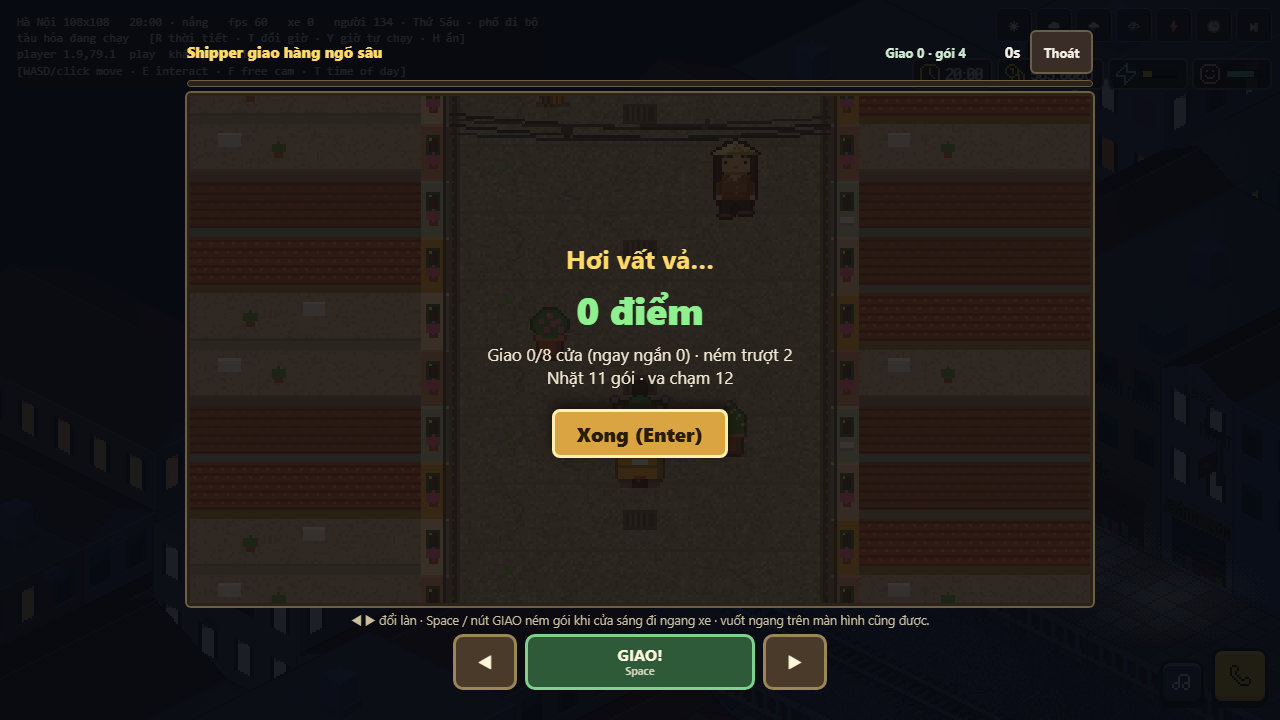 Hà Nội 108x108 20:00 · nắng fps 60 xe 0 người 134 · Thứ Sáu · phố đi bộ
tàu hỏa đang chạy [R thời tiết · T đổi giờ · Y giờ tự chạy · H ẩn]
player 1.9,79.1 play
[WASD/click move · E interact · F free cam · T time of day]
Shipper giao hàng ngõ sâu
Giao 0 · gói 4
0s
Thoát
20:00
Hơi vất vả...
0 điểm
Giao 0/8 cửa (ngay ngắn 0) · ném trượt 2
Nhặt 11 gói · va chạm 12
Xong (Enter)
◀ ▶ đổi làn · Space / nút GIAO ném gói khi cửa sáng đi ngang xe · vuốt ngang trên màn hình cũng được.
◀
GIAO!
Space
▶